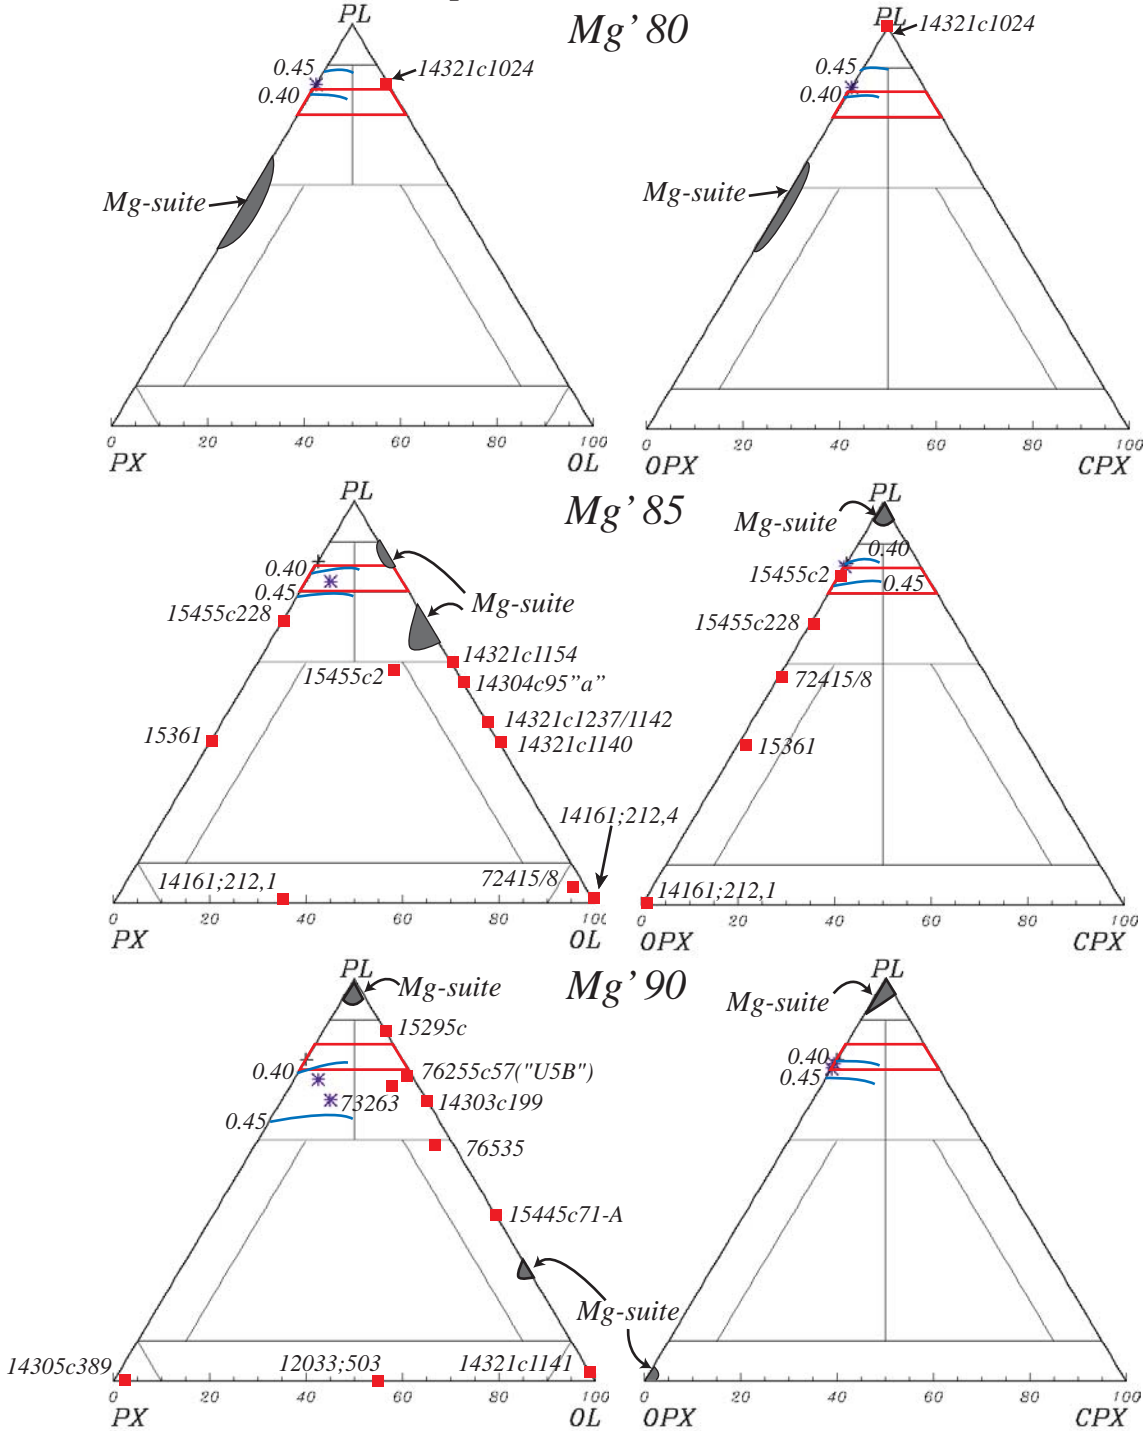 Mg' 80
PL
0.45
14321c1024
0.40
Mg-suite
0 20 40 60 80 100
PX OL
PL
14321c1024
0.45
0.40
Mg-suite
0 20 40 60 80 100
OPX CPX
Mg' 85
PL
0.40
0.45
Mg-suite
15455c228
14321c1154
15455c2
14304c95"a"
14321c1237/1142
15361
14321c1140
14161;212,4
14161;212,1
72415/8
0 20 40 60 80 100
PX OL
PL
Mg-suite
0.40
15455c2
0.45
15455c228
72415/8
15361
14161;212,1
0 20 40 60 80 100
OPX CPX
Mg' 90
PL
Mg-suite
15295c
0.40
76255c57("U5B")
73263
14303c199
0.45
76535
15445c71-A
Mg-suite
14305c389
12033;503
14321c1141
0 20 40 60 80 100
PX OL
PL
Mg-suite
0.40
0.45
0 20 40 60 80 100
OPX CPX